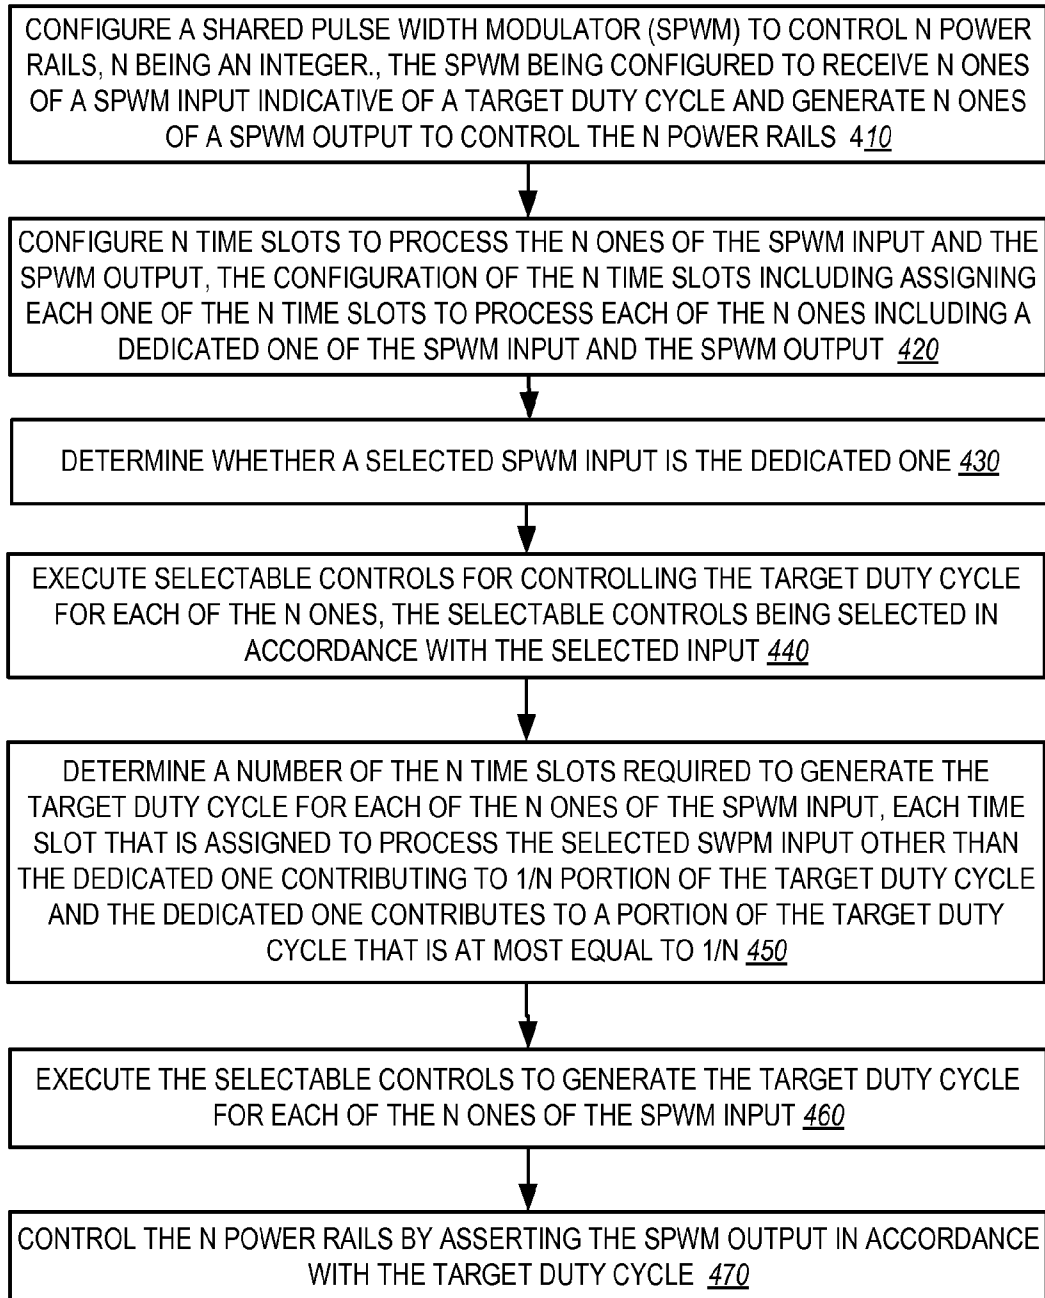 CONFIGURE A SHARED PULSE WIDTH MODULATOR (SPWM) TO CONTROL N POWER
RAILS, N BEING AN INTEGER., THE SPWM BEING CONFIGURED TO RECEIVE N ONES
OF A SPWM INPUT INDICATIVE OF A TARGET DUTY CYCLE AND GENERATE N ONES
OF A SPWM OUTPUT TO CONTROL THE N POWER RAILS 410
CONFIGURE N TIME SLOTS TO PROCESS THE N ONES OF THE SPWM INPUT AND THE
SPWM OUTPUT, THE CONFIGURATION OF THE N TIME SLOTS INCLUDING ASSIGNING
EACH ONE OF THE N TIME SLOTS TO PROCESS EACH OF THE N ONES INCLUDING A
DEDICATED ONE OF THE SPWM INPUT AND THE SPWM OUTPUT 420
DETERMINE WHETHER A SELECTED SPWM INPUT IS THE DEDICATED ONE 430
EXECUTE SELECTABLE CONTROLS FOR CONTROLLING THE TARGET DUTY CYCLE
FOR EACH OF THE N ONES, THE SELECTABLE CONTROLS BEING SELECTED IN
ACCORDANCE WITH THE SELECTED INPUT 440
DETERMINE A NUMBER OF THE N TIME SLOTS REQUIRED TO GENERATE THE
TARGET DUTY CYCLE FOR EACH OF THE N ONES OF THE SPWM INPUT, EACH TIME
SLOT THAT IS ASSIGNED TO PROCESS THE SELECTED SWPM INPUT OTHER THAN
THE DEDICATED ONE CONTRIBUTING TO 1/N PORTION OF THE TARGET DUTY CYCLE
AND THE DEDICATED ONE CONTRIBUTES TO A PORTION OF THE TARGET DUTY
CYCLE THAT IS AT MOST EQUAL TO 1/N 450
EXECUTE THE SELECTABLE CONTROLS TO GENERATE THE TARGET DUTY CYCLE
FOR EACH OF THE N ONES OF THE SPWM INPUT 460
CONTROL THE N POWER RAILS BY ASSERTING THE SPWM OUTPUT IN ACCORDANCE
WITH THE TARGET DUTY CYCLE 470